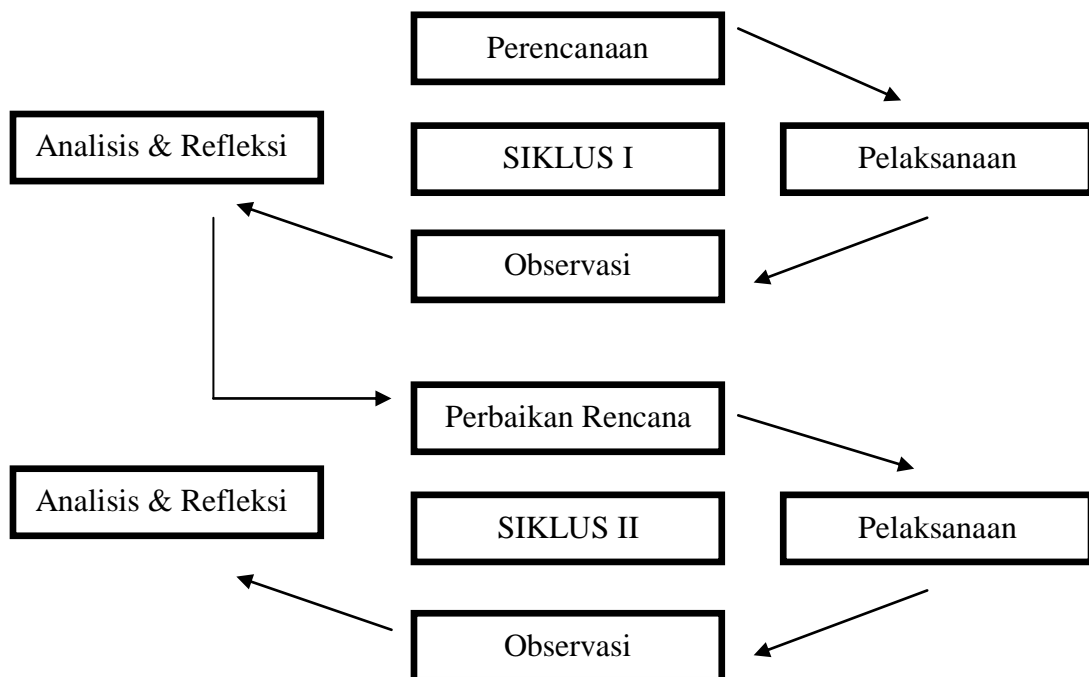 Perencanaan
Analisis & Refleksi
SIKLUS I
Pelaksanaan
Observasi
Perbaikan Rencana
Analisis & Refleksi
SIKLUS II
Pelaksanaan
Observasi